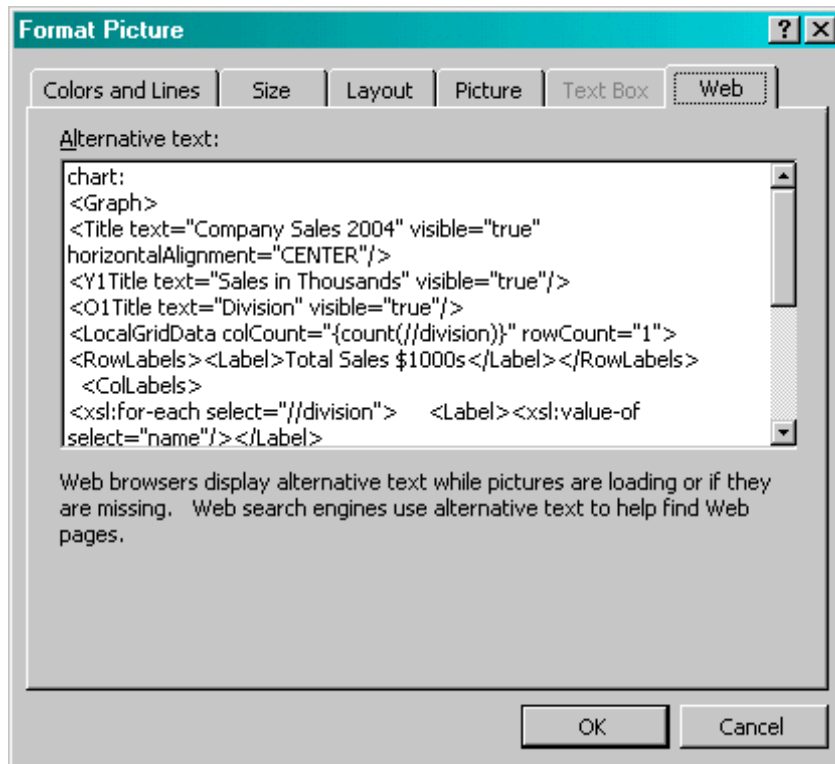 Format Picture
Colors and Lines Size Layout Picture Text Box Web
Alternative text:
chart:
<Graph>
<Title text="Company Sales 2004" visible="true"
horizontalAlignment="CENTER"/>
<Y1Title text="Sales in Thousands" visible="true"/>
<O1Title text="Division" visible="true"/>
<LocalGridData colCount="{count(//division)}" rowCount="1">
<RowLabels><Label>Total Sales $1000s</Label></RowLabels>
<ColLabels>
<xsl:for-each select="//division"> <Label><xsl:value-of
select="name"/></Label>
Web browsers display alternative text while pictures are loading or if they
are missing. Web search engines use alternative text to help find Web
pages.
OK Cancel